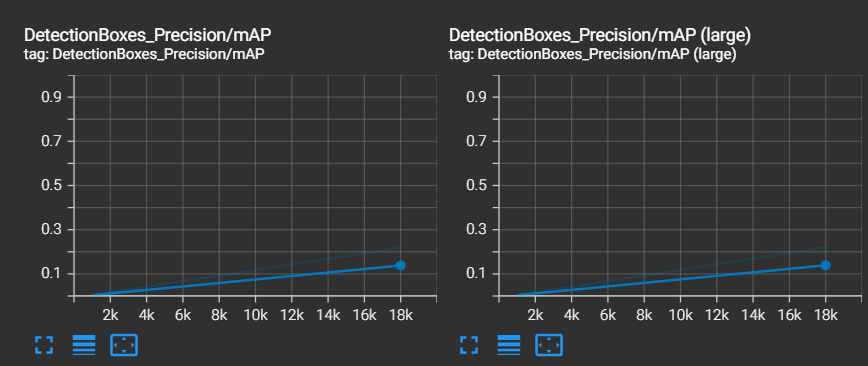 DetectionBoxes_Precision/mAP
tag: DetectionBoxes_Precision/mAP
0.9
0.7
0.5
0.3
0.1
2k 4k 6k 8k 10k 12k 14k 16k 18k
DetectionBoxes_Precision/mAP (large)
tag: DetectionBoxes_Precision/mAP (large)
0.9
0.7
0.5
0.3
0.1
2k 4k 6k 8k 10k 12k 14k 16k 18k